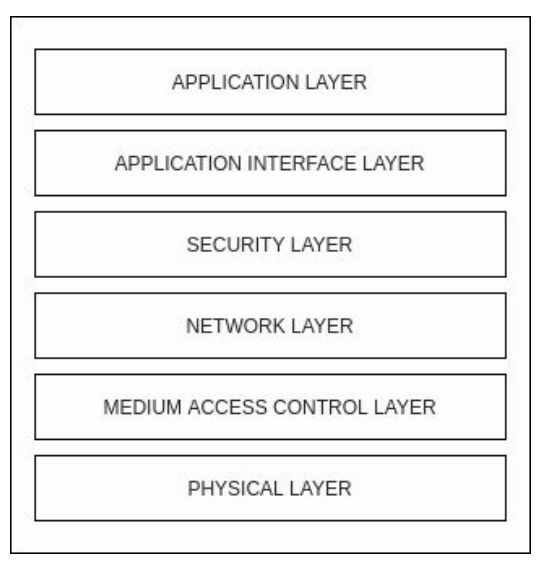 APPLICATION LAYER
APPLICATION INTERFACE LAYER
SECURITY LAYER
NETWORK LAYER
MEDIUM ACCESS CONTROL LAYER
PHYSICAL LAYER